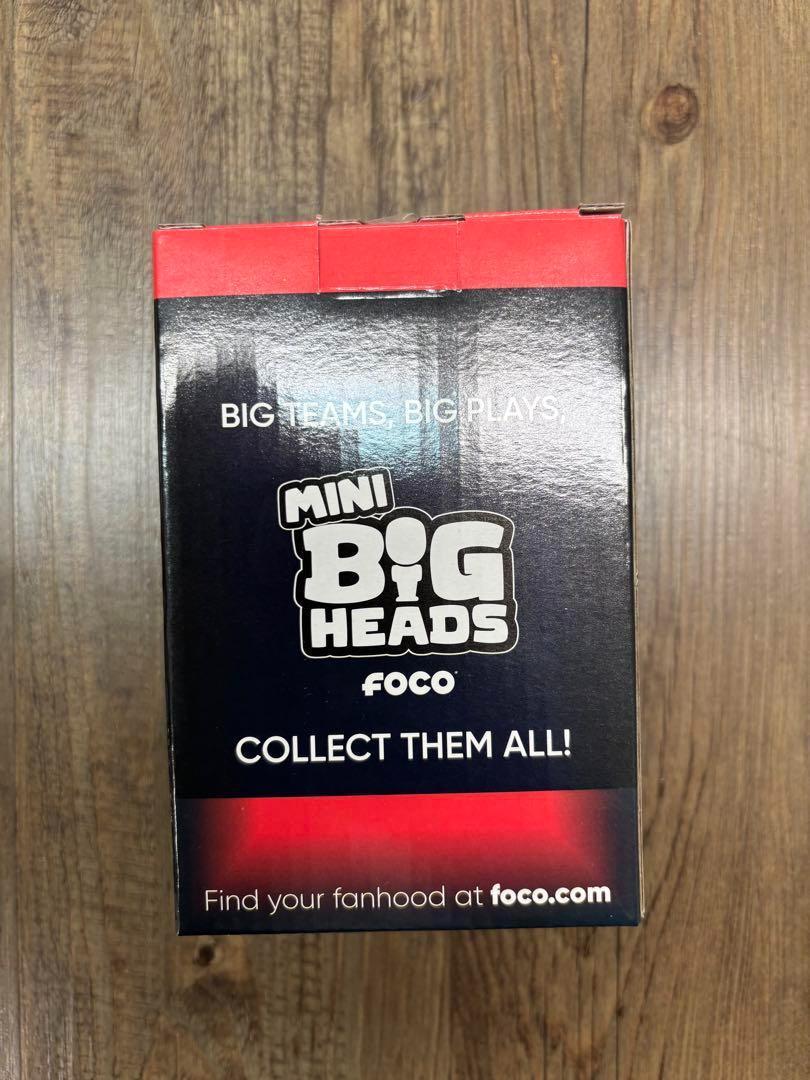 BIG TEAMS, BIG PLAYS,
MINI
BIG
HEADS
FOCO
COLLECT THEM ALL!
Find your fanhood at foco.com